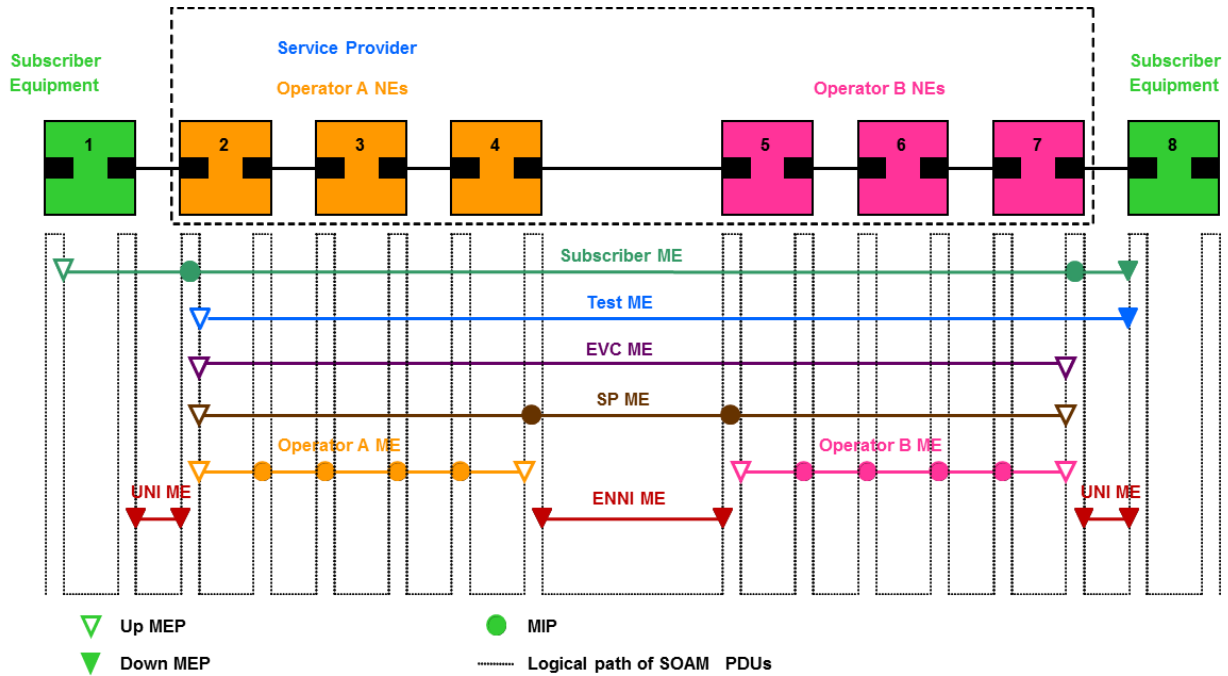 Service Provider
Subscriber
Equipment
Operator A NEs
Operator B NEs
Subscriber
Equipment
1
2
3
4
5
6
7
8
Subscriber ME
Test ME
EVC ME
SP ME
Operator A ME
Operator B ME
UNI ME
ENNI ME
UNI ME
Up MEP
MIP
Down MEP
Logical path of SOAM PDUs